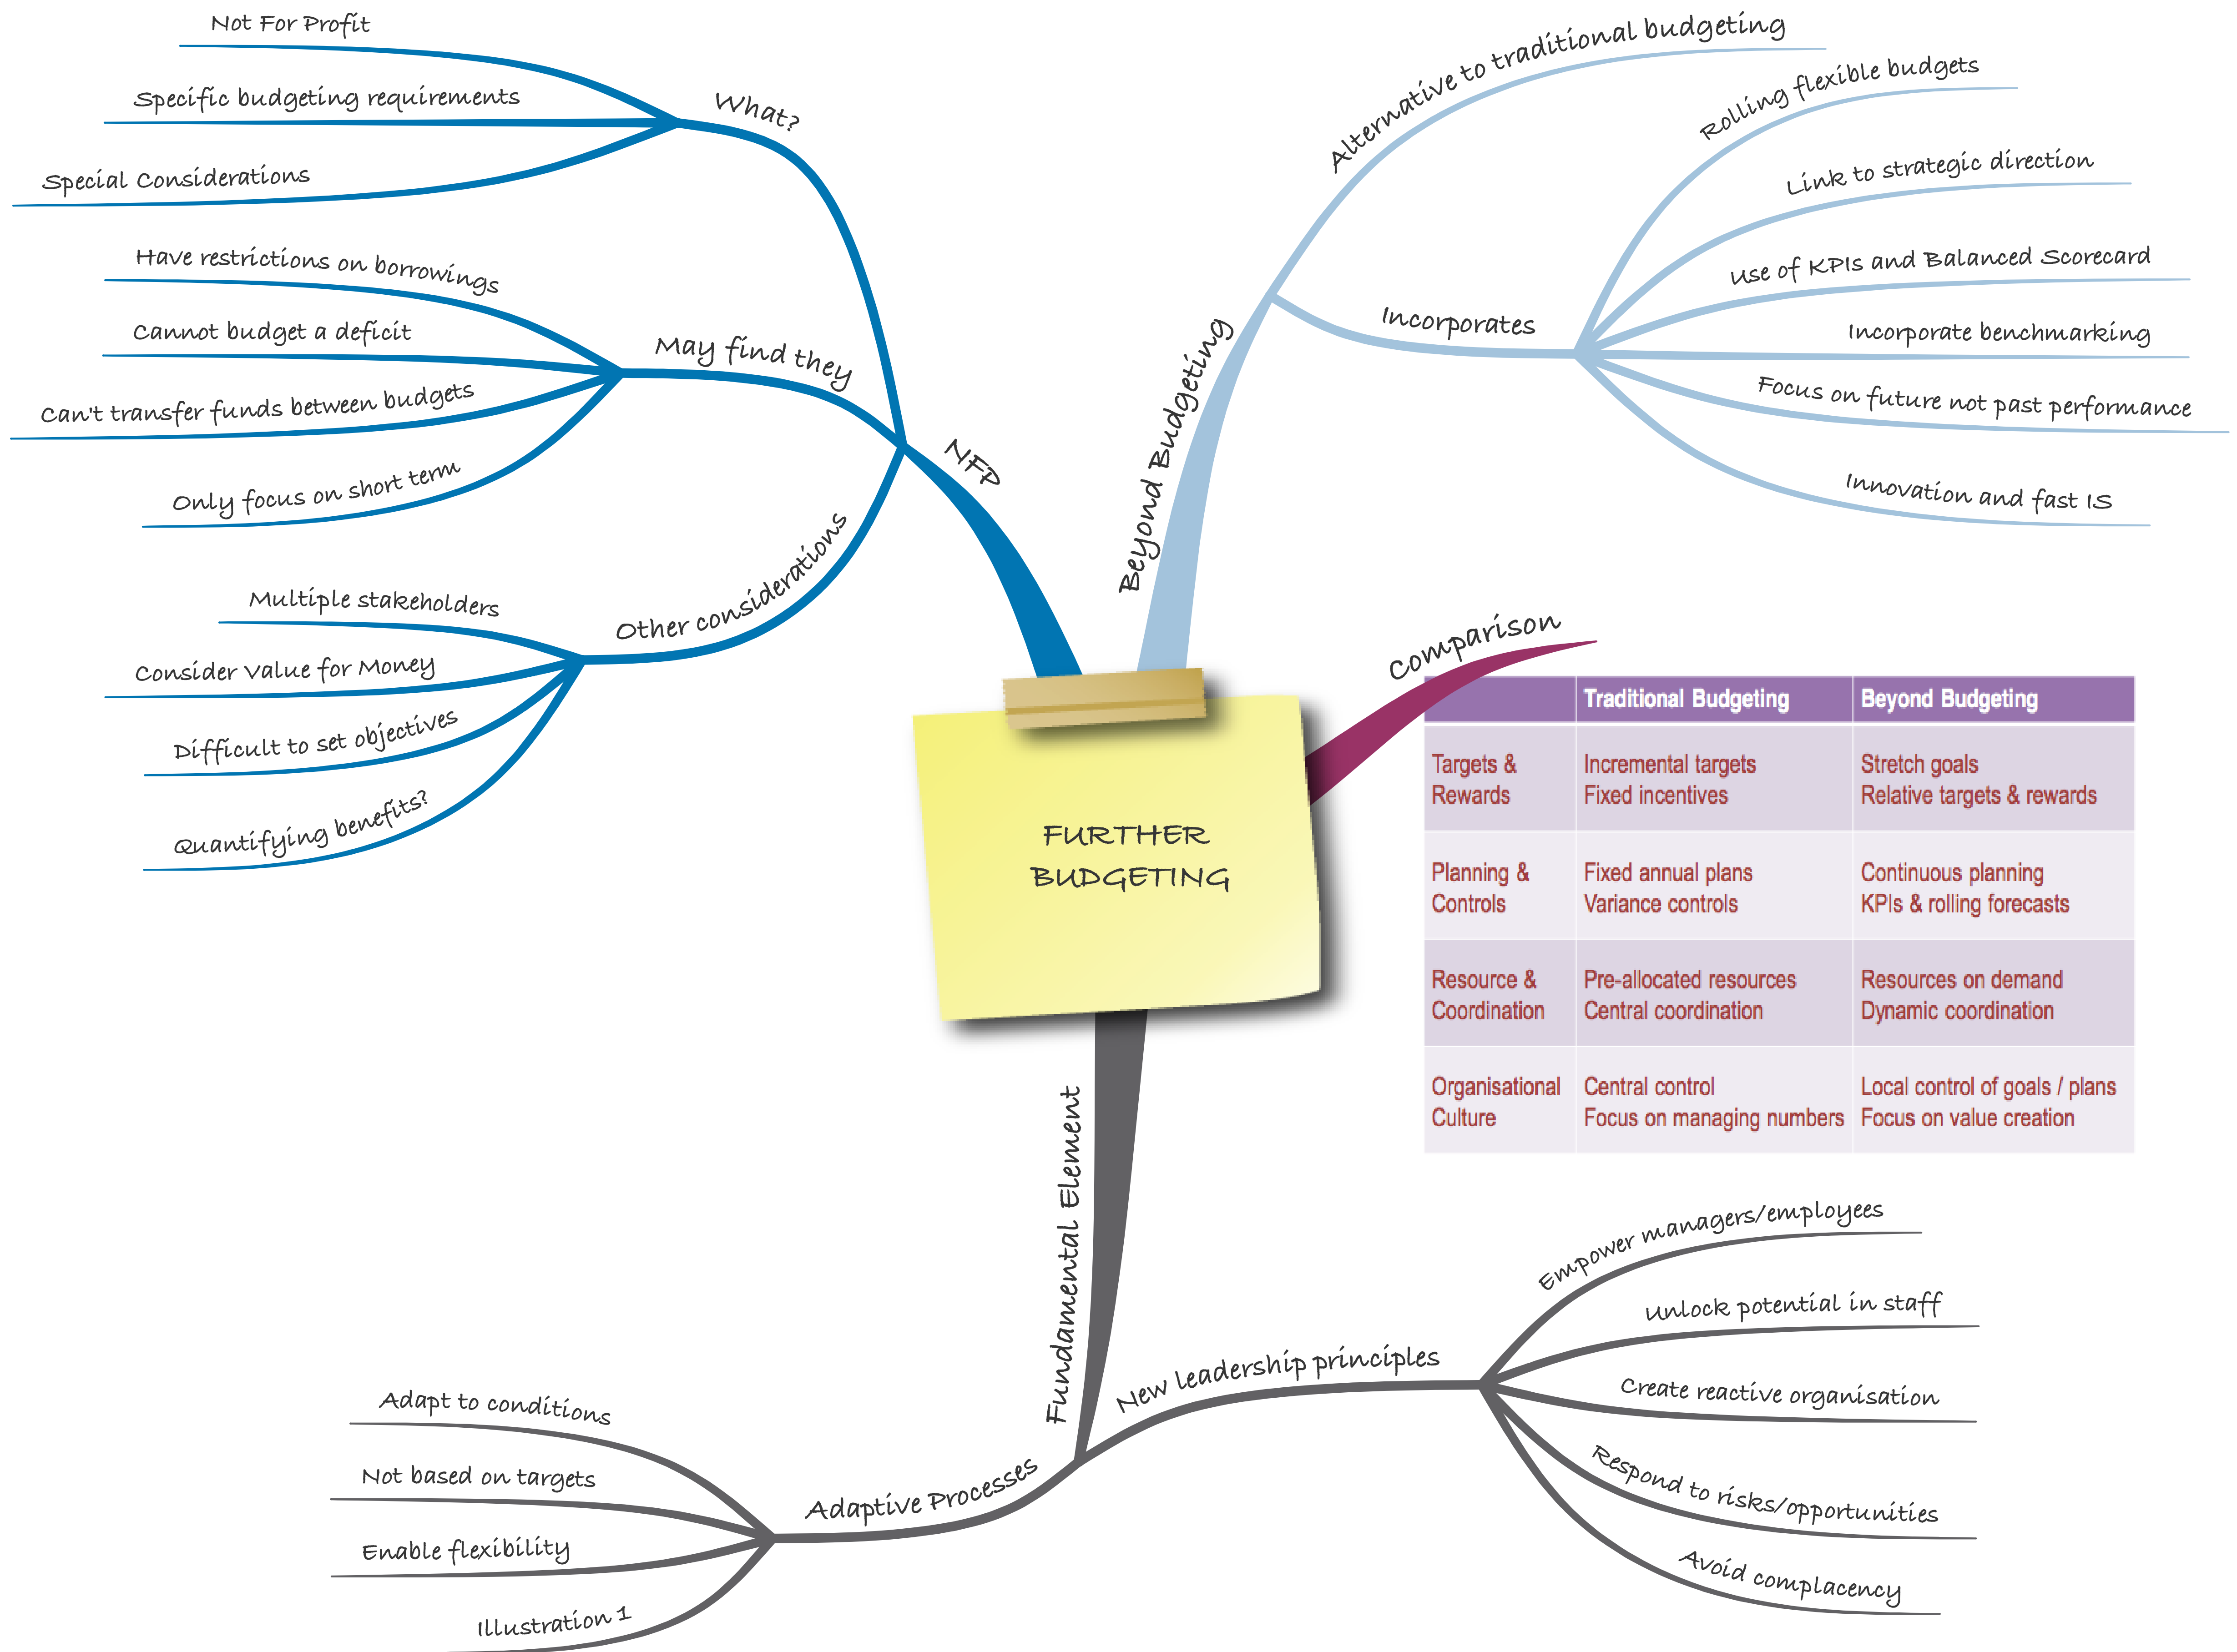 FURTHER
BUDGETING
NFP
What?
Not For Profit
Specific budgeting requirements
Special Considerations
May find they
Have restrictions on borrowings
Cannot budget a deficit
Can't transfer funds between budgets
Only focus on short term
Other considerations
Multiple stakeholders
Consider Value for Money
Difficult to set objectives
Quantifying benefits?
Beyond Budgeting
Alternative to traditional budgeting
Incorporates
Rolling flexible budgets
Link to strategic direction
Use of KPIs and Balanced Scorecard
Incorporate benchmarking
Focus on future not past performance
Innovation and fast IS
Comparison
Traditional Budgeting Beyond Budgeting
Targets & Incremental targets Stretch goals
Rewards Fixed incentives Relative targets & rewards
Planning & Fixed annual plans Continuous planning
Controls Variance controls KPIs & rolling forecasts
Resource & Pre-allocated resources Resources on demand
Coordination Central coordination Dynamic coordination
Organisational Central control Local control of goals / plans
Culture Focus on managing numbers Focus on value creation
Fundamental Element
New leadership principles
Empower managers/employees
Unlock potential in staff
Create reactive organisation
Respond to risks/opportunities
Avoid complacency
Adaptive Processes
Adapt to conditions
Not based on targets
Enable flexibility
Illustration 1